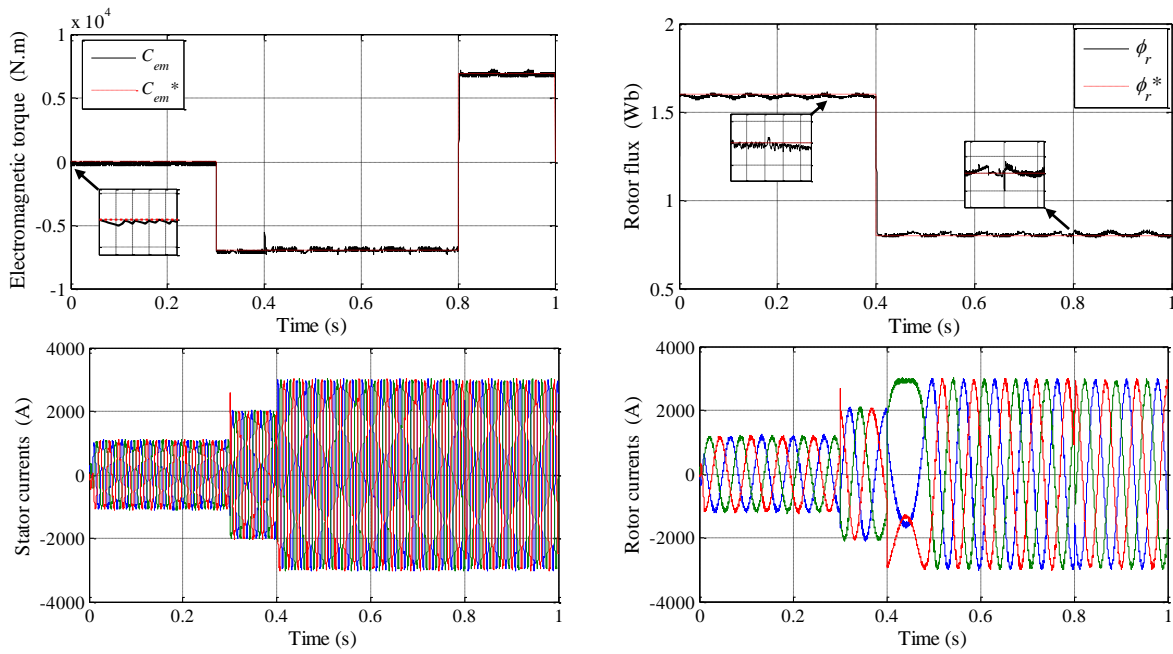 x 10⁴
1
0.5
0
-0.5
-1
Electromagnetic torque (N.m)
C_em
C_em*
0 0.2 0.4 0.6 0.8 1
Time (s)
2
1.5
1
0.5
Rotor flux (Wb)
ϕ_r
ϕ_r*
0 0.2 0.4 0.6 0.8 1
Time (s)
4000
2000
0
-2000
-4000
Stator currents (A)
0 0.2 0.4 0.6 0.8 1
Time (s)
4000
2000
0
-2000
-4000
Rotor currents (A)
0 0.2 0.4 0.6 0.8 1
Time (s)